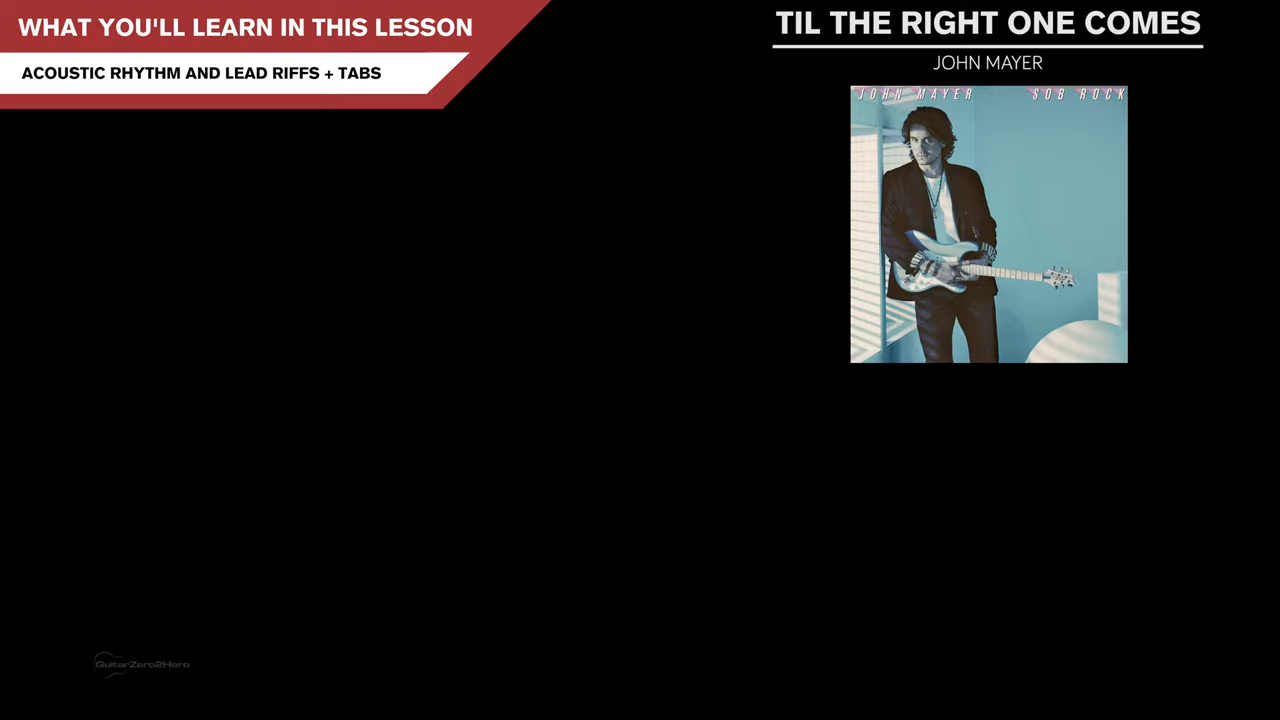 WHAT YOU'LL LEARN IN THIS LESSON
ACOUSTIC RHYTHM AND LEAD RIFFS + TABS
TIL THE RIGHT ONE COMES
JOHN MAYER
JOHN MAYER SOB ROCK
GuitarZero2Hero